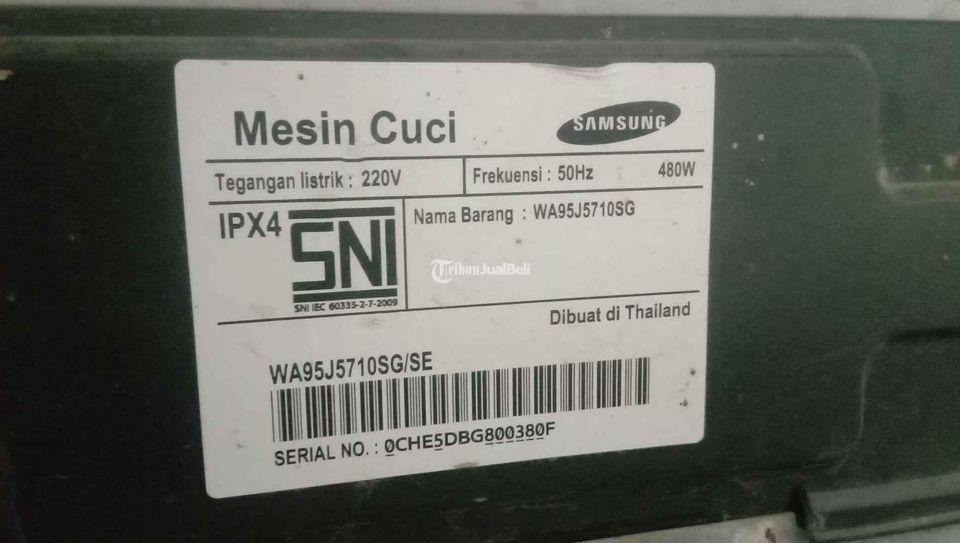 Mesin Cuci
SAMSUNG
Tegangan listrik : 220V
Frekuensi : 50Hz 480W
IPX4
SNI
SNI IEC 60335-2-7-2009
Nama Barang : WA95J5710SG
TribunJualBeli
Dibuat di Thailand
WA95J5710SG/SE
SERIAL NO. : 0CHE5DBG800380F